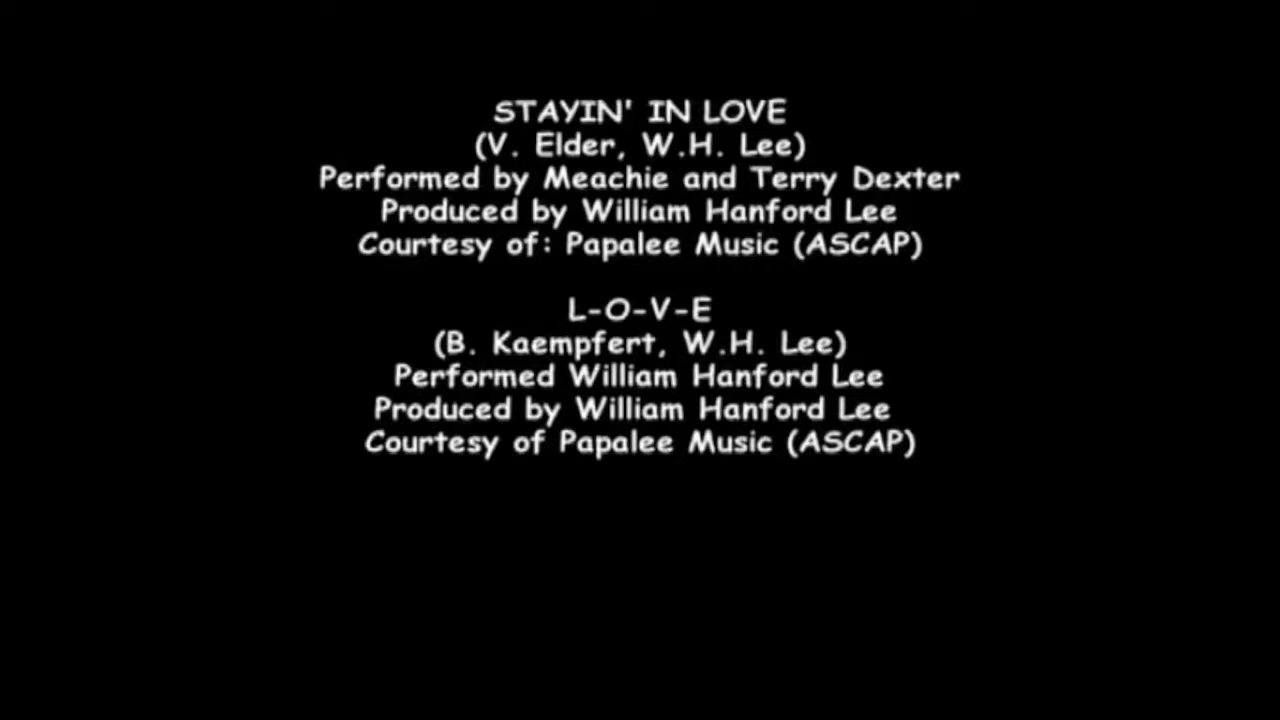 STAYIN' IN LOVE
(V. Elder, W.H. Lee)
Performed by Meachie and Terry Dexter
Produced by William Hanford Lee
Courtesy of: Papalee Music (ASCAP)
L-O-V-E
(B. Kaempfert, W.H. Lee)
Performed William Hanford Lee
Produced by William Hanford Lee
Courtesy of Papalee Music (ASCAP)